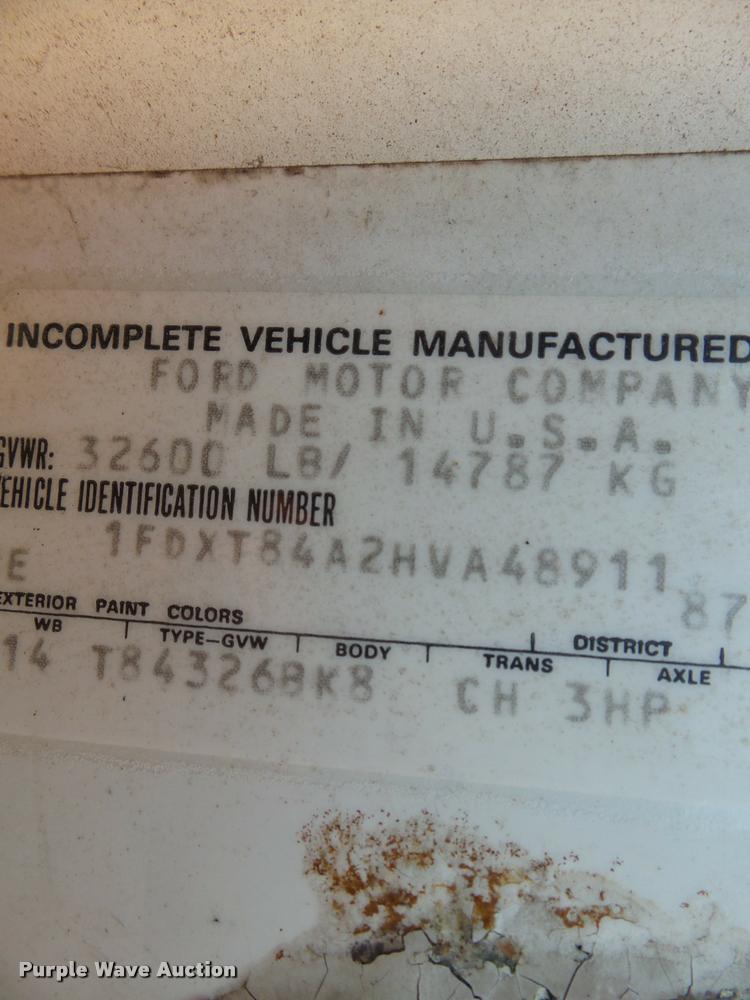 INCOMPLETE VEHICLE MANUFACTURED
FORD MOTOR COMPANY
MADE IN U.S.A.
GVWR: 32600 LB/ 14787 KG
VEHICLE IDENTIFICATION NUMBER
1FDXT84A2HVA48911
E 87
EXTERIOR PAINT COLORS DISTRICT
WB TYPE-GVW BODY TRANS AXLE
14 T84326BK8 CH 3HP
Purple Wave Auction